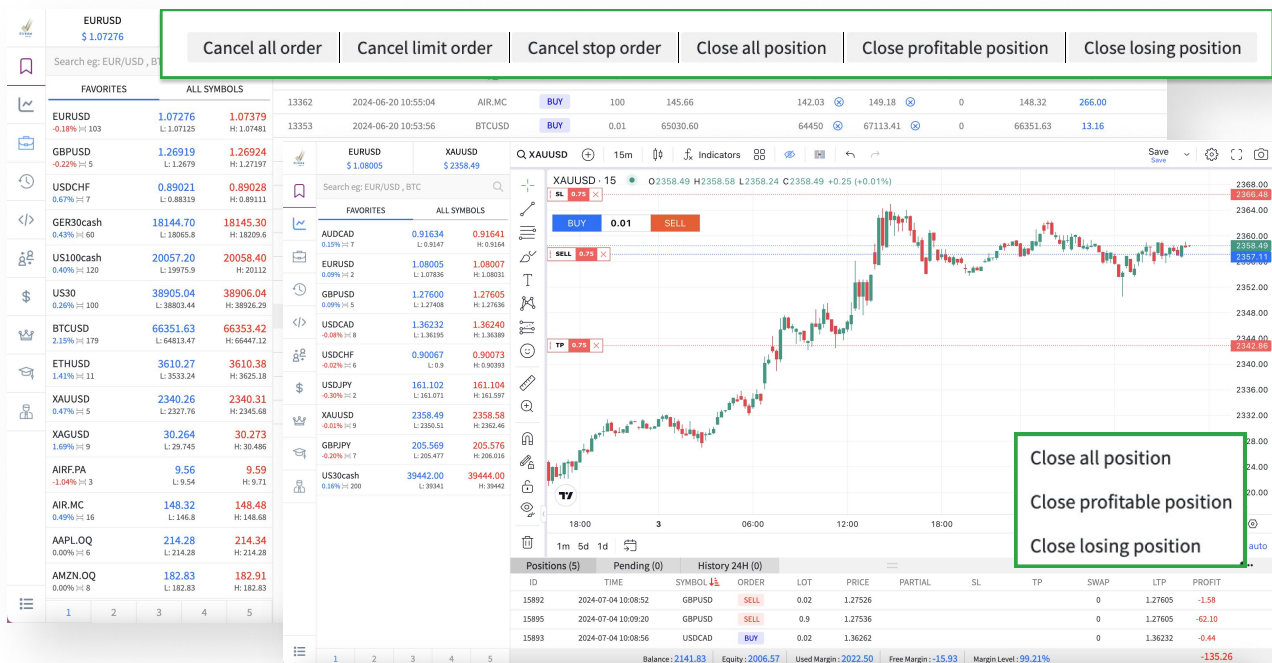 EURUSD
$ 1.07276
Cancel all order Cancel limit order Cancel stop order Close all position Close profitable position Close losing position
Search eg: EUR/USD , BT
FAVORITES ALL SYMBOLS
EURUSD 1.07276 1.07379
-0.18% 103 L: 1.07125 H: 1.07481
GBPUSD 1.26919 1.26924
-0.22% 5 L: 1.2679 H: 1.27197
USDCHF 0.89021 0.89028
0.67% 7 L: 0.88319 H: 0.89111
GER30cash 18144.70 18145.30
0.43% 60 L: 18065.8 H: 18209.6
US100cash 20057.20 20058.40
0.40% 120 L: 19975.9 H: 20112
US30 38905.04 38906.04
0.26% 100 L: 38803.44 H: 38926.29
BTCUSD 66351.63 66353.42
2.15% 179 L: 64813.47 H: 66447.12
ETHUSD 3610.27 3610.38
1.41% 11 L: 3533.24 H: 3625.18
XAUUSD 2340.26 2340.31
0.47% 5 L: 2327.76 H: 2345.68
XAGUSD 30.264 30.273
1.69% 9 L: 29.745 H: 30.486
AIRF.PA 9.56 9.59
-1.04% 3 L: 9.54 H: 9.71
AIR.MC 148.32 148.48
0.49% 16 L: 146.8 H: 148.68
AAPL.OQ 214.28 214.34
0.00% 6 L: 214.28 H: 214.28
AMZN.OQ 182.83 182.91
0.00% 8 L: 182.83 H: 182.83
1 2 3 4 5
13362 2024-06-20 10:55:04 AIR.MC BUY 100 145.66 142.03 149.18 0 148.32 266.00
13353 2024-06-20 10:53:56 BTCUSD BUY 0.01 65030.60 64450 67113.41 0 66351.63 13.16
EURUSD XAUUSD
$ 1.08005 $ 2358.49
Search eg: EUR/USD , BTC
FAVORITES ALL SYMBOLS
AUDCAD 0.91634 0.91641
0.15% 7 L: 0.9147 H: 0.9164
EURUSD 1.08005 1.08007
0.09% 2 L: 1.07836 H: 1.08031
GBPUSD 1.27600 1.27605
0.09% 5 L: 1.27408 H: 1.27636
USDCAD 1.36232 1.36240
-0.08% 8 L: 1.36195 H: 1.36389
USDCHF 0.90067 0.90073
-0.02% 6 L: 0.9 H: 0.90393
USDJPY 161.102 161.104
-0.30% 2 L: 161.071 H: 161.597
XAUUSD 2358.49 2358.58
-0.01% 9 L: 2350.51 H: 2362.46
GBPJPY 205.569 205.576
-0.20% 7 L: 205.477 H: 206.016
US30cash 39442.00 39444.00
0.16% 200 L: 39341 H: 39442
1 2 3 4 5
XAUUSD 15m Indicators Save
Save
XAUUSD · 15 O2358.49 H2358.58 L2358.24 C2358.49 +0.25 (+0.01%)
SL 0.75
BUY 0.01 SELL
SELL 0.75
TP 0.75
2368.00
2366.48
2364.00
2360.00
2358.49
2357.11
2352.00
2348.00
2344.00
2342.86
2340.00
2336.00
2332.00
28.00
24.00
20.00
Close all position
Close profitable position
Close losing position
18:00 3 06:00 12:00 18:00
1m 5d 1d auto
Positions (5) Pending (0) History 24H (0)
ID TIME SYMBOL ORDER LOT PRICE PARTIAL SL TP SWAP LTP PROFIT
15892 2024-07-04 10:08:52 GBPUSD SELL 0.02 1.27526 0 1.27605 -1.58
15895 2024-07-04 10:09:20 GBPUSD SELL 0.9 1.27536 0 1.27605 -62.10
15893 2024-07-04 10:08:56 USDCAD BUY 0.02 1.36262 0 1.36232 -0.44
Balance : 2141.83 Equity : 2006.57 Used Margin : 2022.50 Free Margin : -15.93 Margin Level : 99.21% -135.26